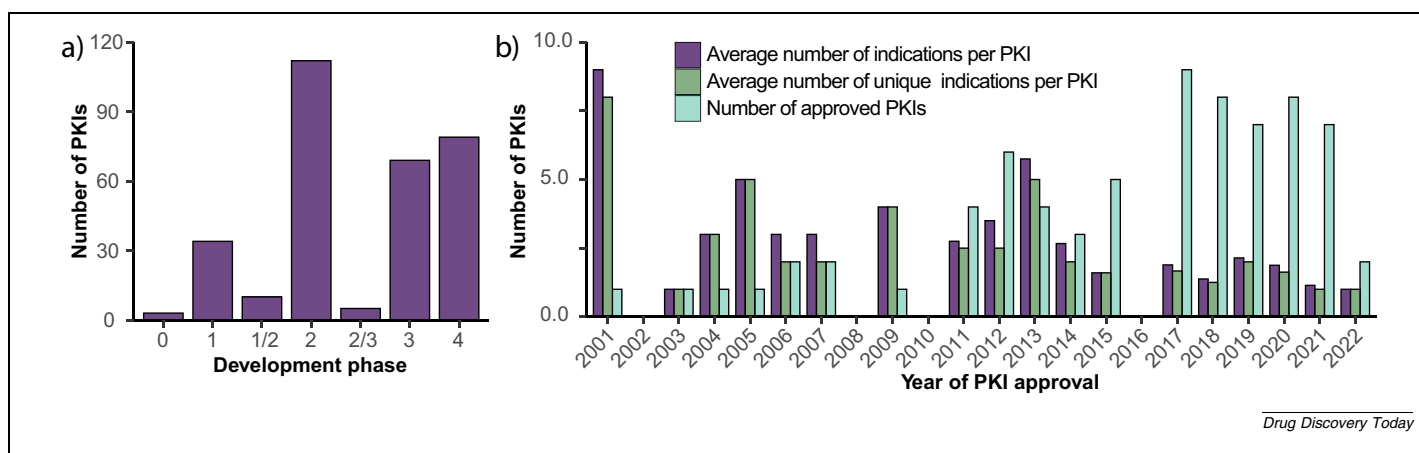 a)
120
90
60
30
0
Number of PKIs
0 1 1/2 2 2/3 3 4
Development phase
b)
10.0
5.0
0.0
Number of PKIs
Average number of indications per PKI
Average number of unique indications per PKI
Number of approved PKIs
2001 2002 2003 2004 2005 2006 2007 2008 2009 2010 2011 2012 2013 2014 2015 2016 2017 2018 2019 2020 2021 2022
Year of PKI approval
Drug Discovery Today